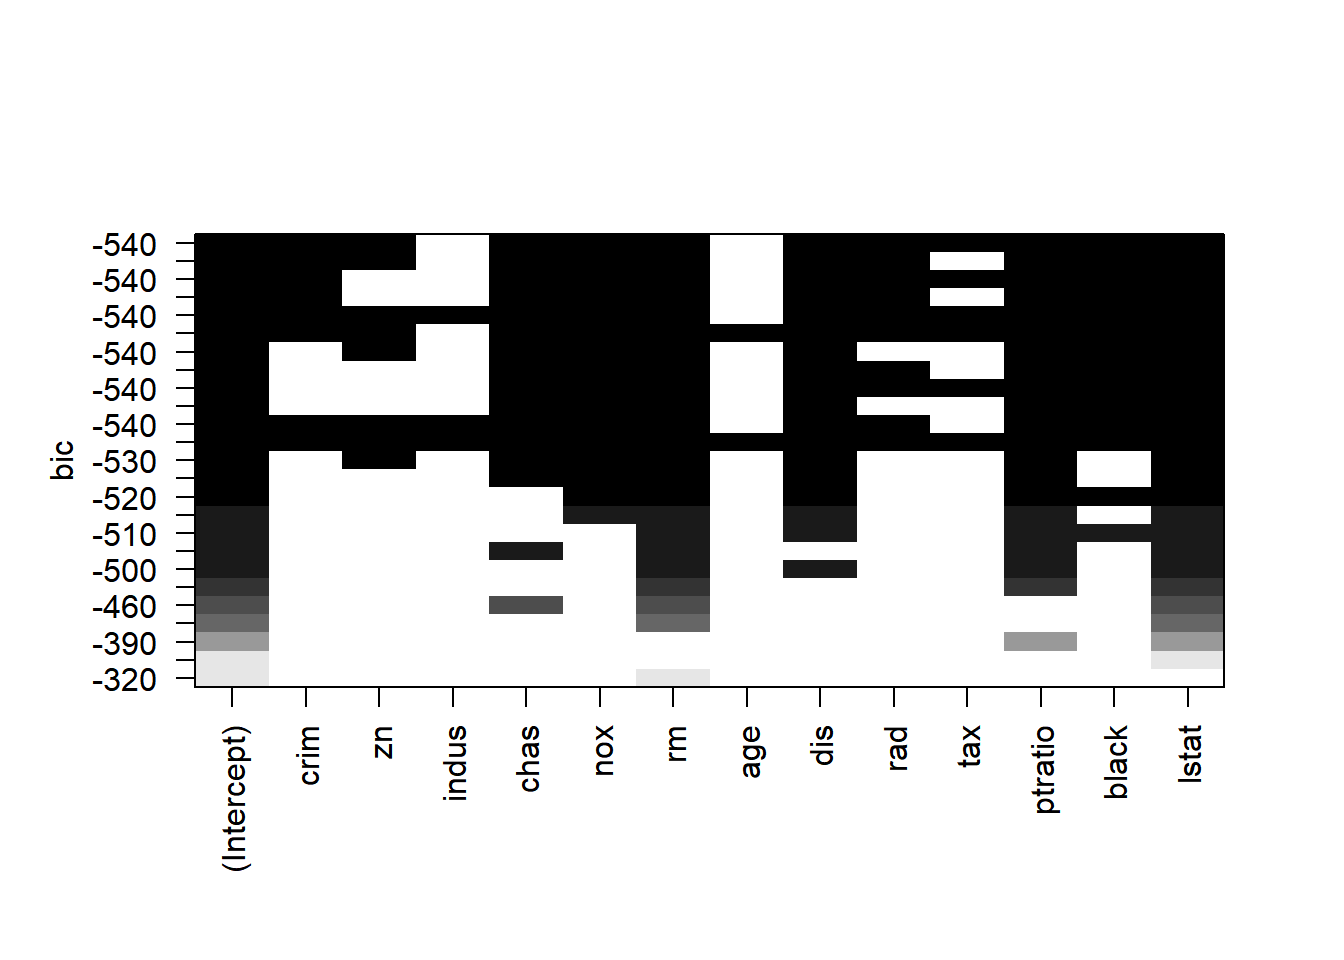 bic
-540
-540
-540
-540
-540
-540
-530
-520
-510
-500
-460
-390
-320
(Intercept)
crim
zn
indus
chas
nox
rm
age
dis
rad
tax
ptratio
black
lstat